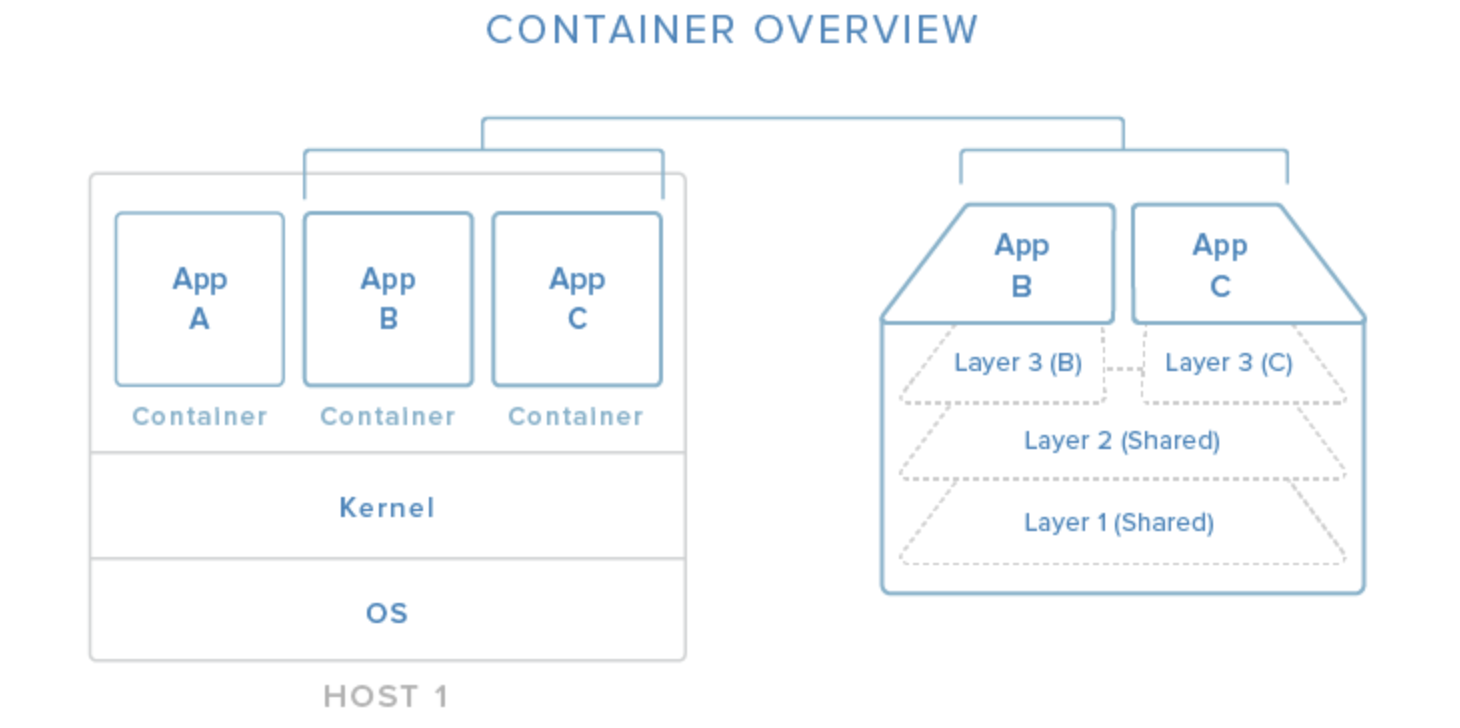 CONTAINER OVERVIEW
App
A
App
B
App
C
Container
Container
Container
Kernel
OS
HOST 1
App
B
App
C
Layer 3 (B)
Layer 3 (C)
Layer 2 (Shared)
Layer 1 (Shared)